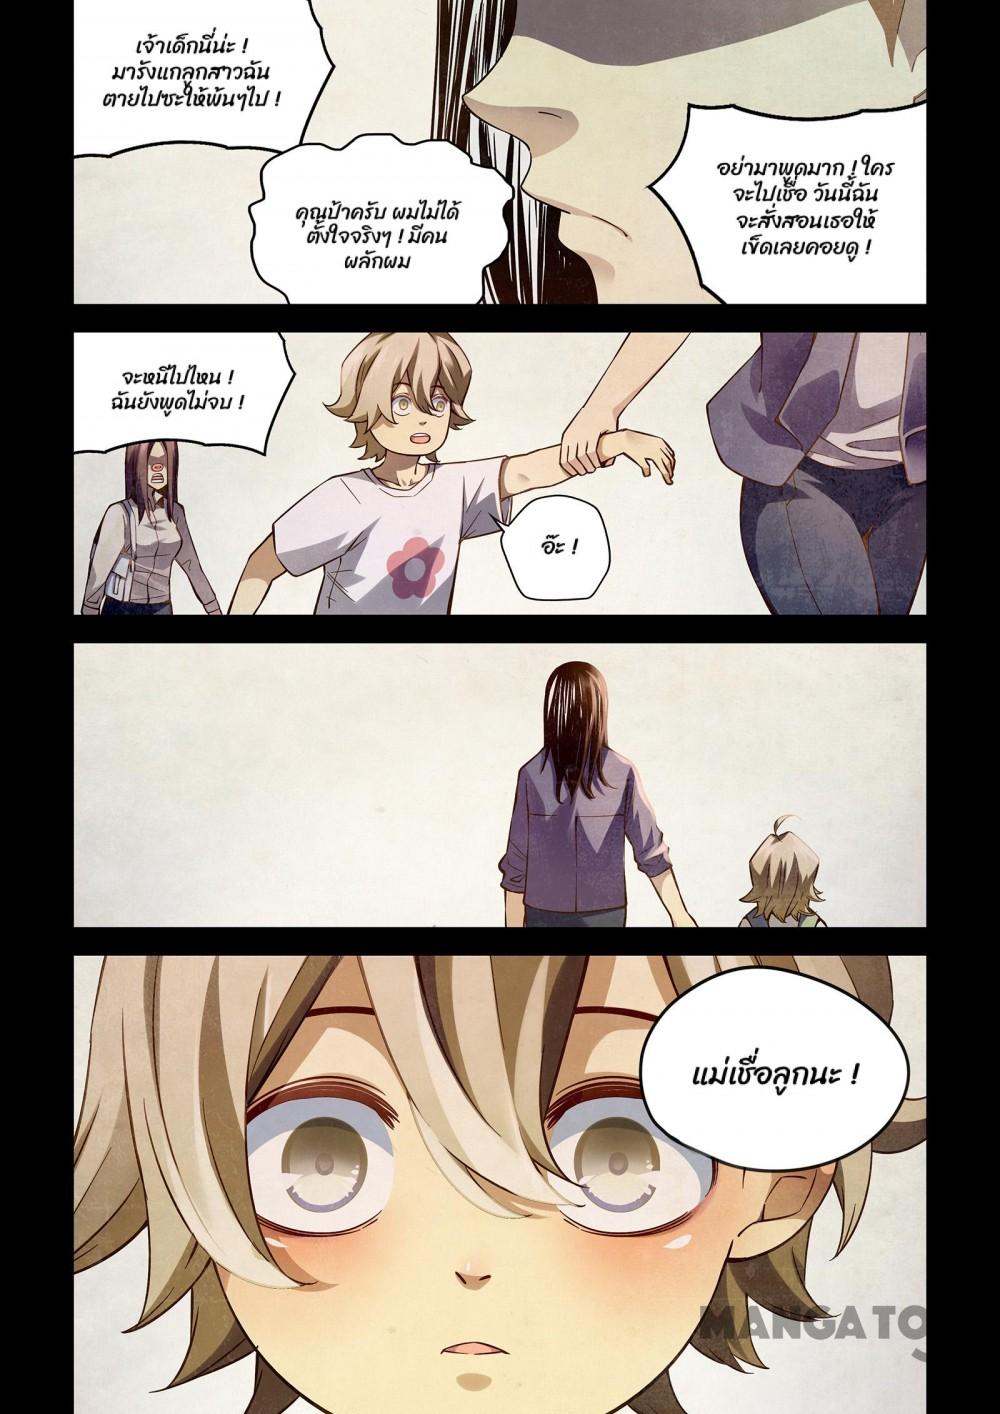 เจ้าเด็กนี่น่ะ !
มารังแกลูกสาวฉัน
ตายไปซะให้พ้นๆไป !
คุณป้าครับ ผมไม่ได้
ตั้งใจจริงๆ ! มีคน
ผลักผม
อย่ามาพูดมาก ! ใคร
จะไปเชื่อ วันนี้ฉัน
จะสั่งสอนเธอให้
เข็ดเลยคอยดู !
จะหนีไปไหน !
ฉันยังพูดไม่จบ !
อ๊ะ !
แม่เชื่อลูกนะ !
MANGATO